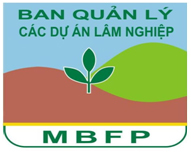 BAN QUẢN LÝ
CÁC DỰ ÁN LÂM NGHIỆP
MBFP